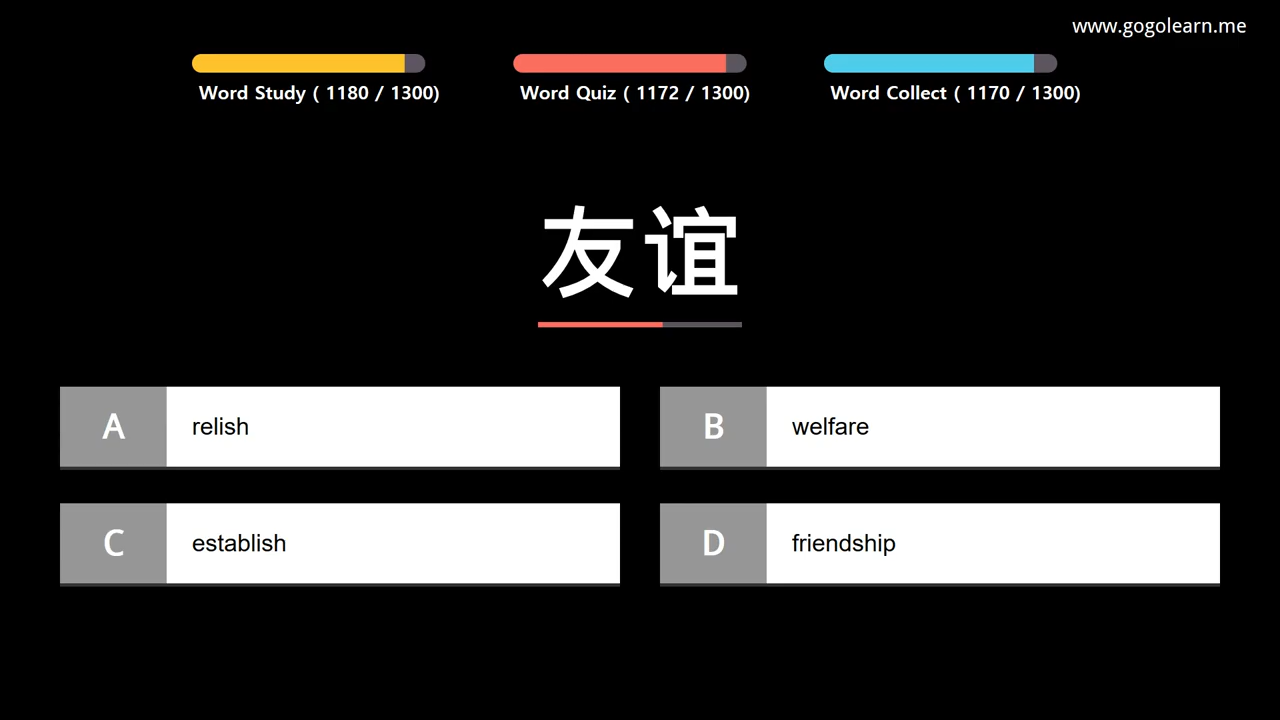 www.gogolearn.me
Word Study ( 1180 / 1300)
Word Quiz ( 1172 / 1300)
Word Collect ( 1170 / 1300)
友谊
A relish
B welfare
C establish
D friendship